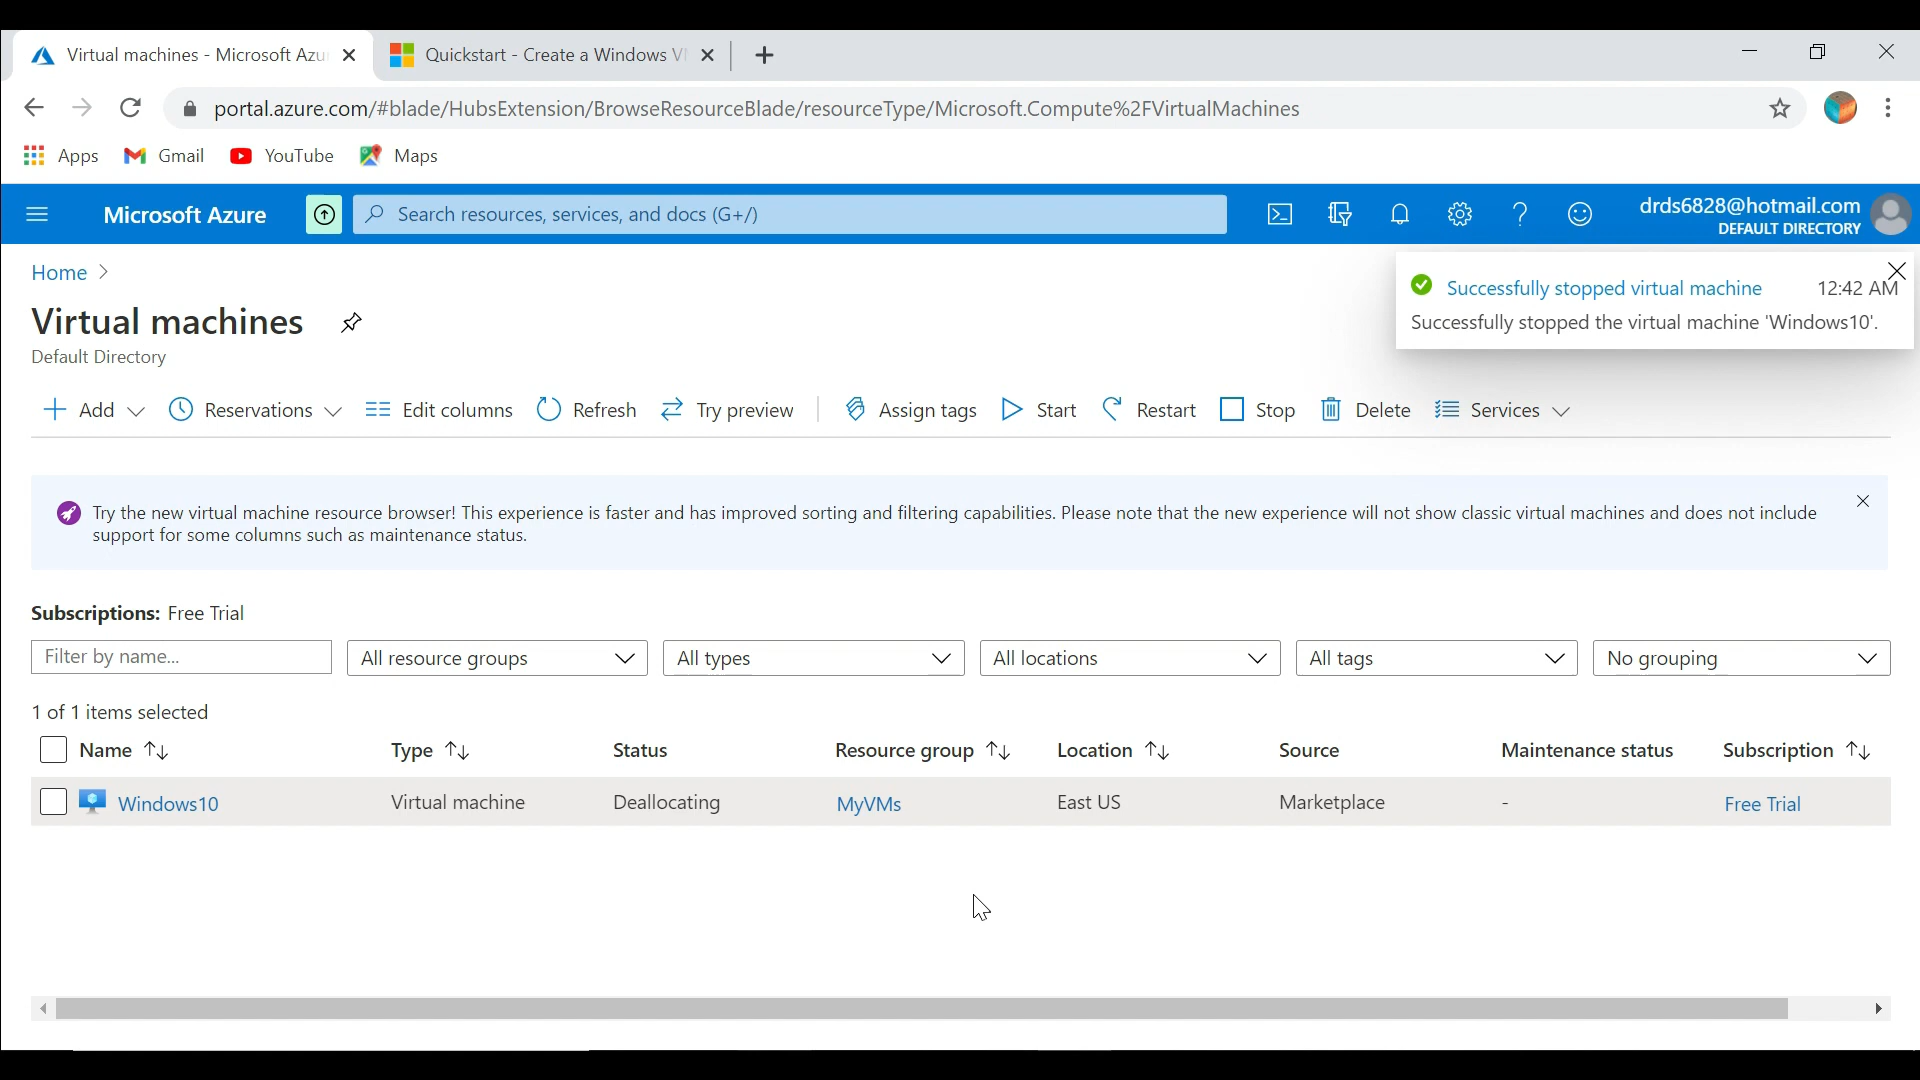 Virtual machines - Microsoft Azu
Quickstart - Create a Windows V
portal.azure.com/#blade/HubsExtension/BrowseResourceBlade/resourceType/Microsoft.Compute%2FVirtualMachines
Apps
Gmail
YouTube
Maps
Microsoft Azure
Search resources, services, and docs (G+/)
drds6828@hotmail.com
DEFAULT DIRECTORY
Home
Successfully stopped virtual machine
12:42 AM
Successfully stopped the virtual machine 'Windows10'.
Virtual machines
Default Directory
Add
Reservations
Edit columns
Refresh
Try preview
Assign tags
Start
Restart
Stop
Delete
Services
Try the new virtual machine resource browser! This experience is faster and has improved sorting and filtering capabilities. Please note that the new experience will not show classic virtual machines and does not include
support for some columns such as maintenance status.
Subscriptions: Free Trial
Filter by name...
All resource groups
All types
All locations
All tags
No grouping
1 of 1 items selected
Name
Type
Status
Resource group
Location
Source
Maintenance status
Subscription
Windows10
Virtual machine
Deallocating
MyVMs
East US
Marketplace
-
Free Trial